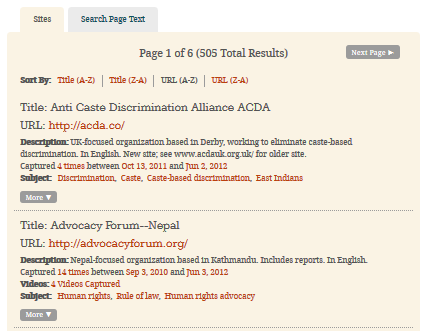 Sites Search Page Text
Page 1 of 6 (505 Total Results) Next Page ►
Sort By: Title (A-Z) | Title (Z-A) | URL (A-Z) | URL (Z-A)
Title: Anti Caste Discrimination Alliance ACDA
URL: http://acda.co/
Description: UK-focused organization based in Derby, working to eliminate caste-based
discrimination. In English. New site; see www.acdauk.org.uk/ for older site.
Captured 4 times between Oct 13, 2011 and Jun 2, 2012
Subject: Discrimination, Caste, Caste-based discrimination, East Indians
More ▼
Title: Advocacy Forum--Nepal
URL: http://advocacyforum.org/
Description: Nepal-focused organization based in Kathmandu. Includes reports. In English.
Captured 14 times between Sep 3, 2010 and Jun 3, 2012
Videos: 4 Videos Captured
Subject: Human rights, Rule of law, Human rights advocacy
More ▼